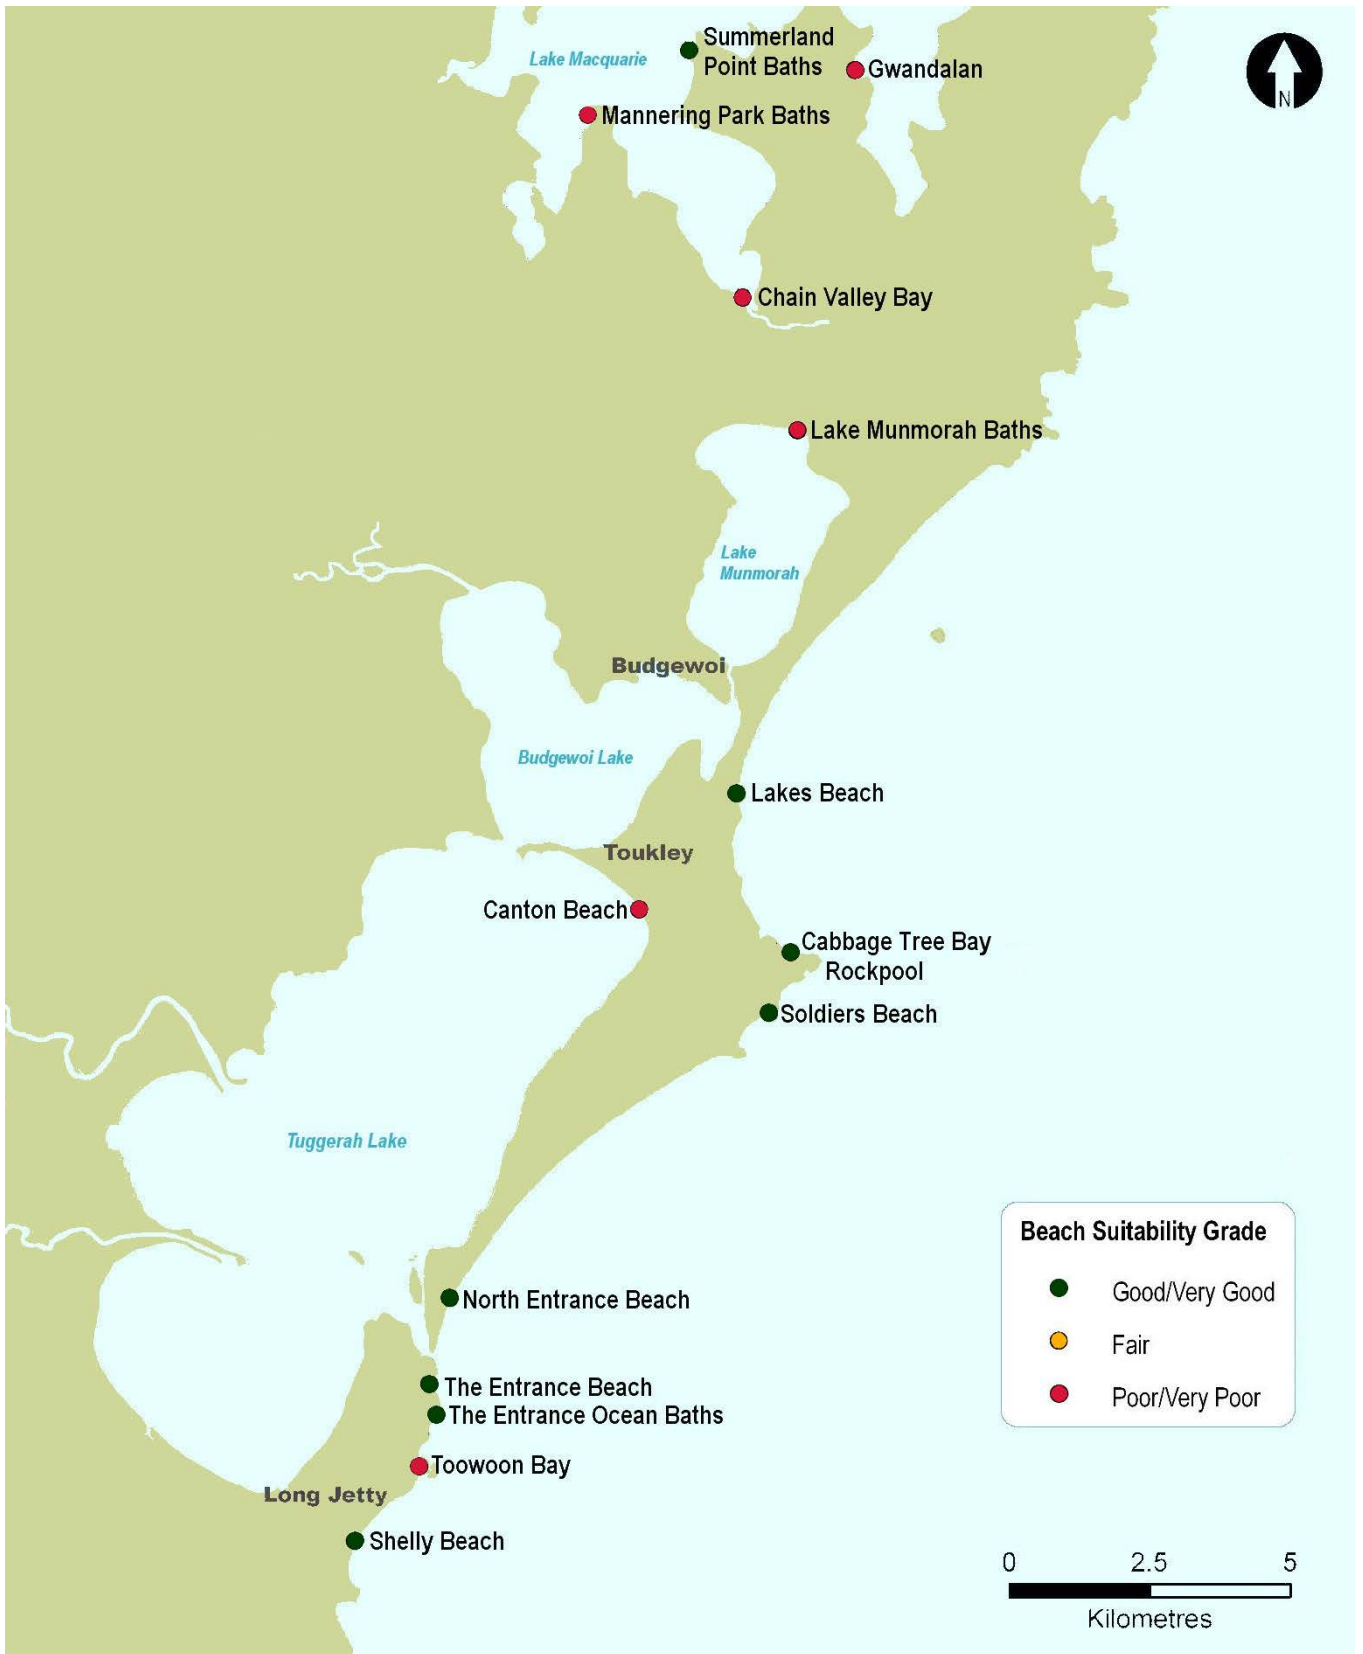 Summerland
Point Baths
Lake Macquarie
Gwandalan
N
Mannering Park Baths
Chain Valley Bay
Lake Munmorah Baths
Lake
Munmorah
Budgewoi
Budgewoi Lake
Lakes Beach
Toukley
Canton Beach
Cabbage Tree Bay
Rockpool
Soldiers Beach
Tuggerah Lake
Beach Suitability Grade
Good/Very Good
Fair
Poor/Very Poor
North Entrance Beach
The Entrance Beach
The Entrance Ocean Baths
Toowoon Bay
Long Jetty
Shelly Beach
0 2.5 5
Kilometres